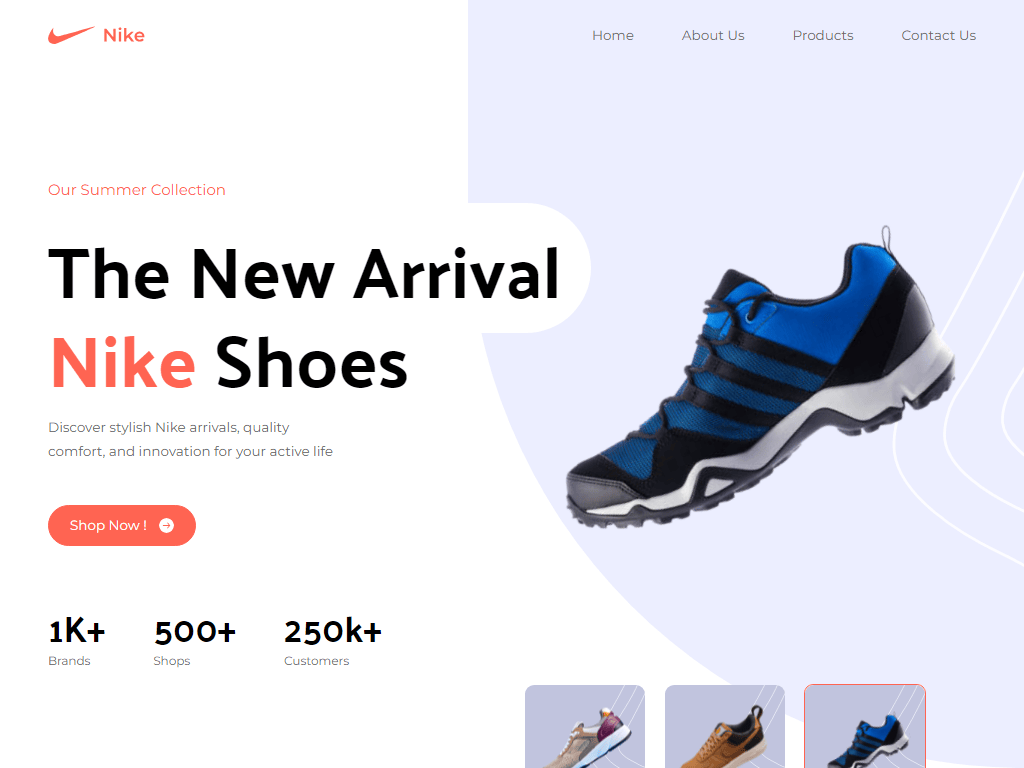 Nike
Home
About Us
Products
Contact Us
Our Summer Collection
The New Arrival
Nike Shoes
Discover stylish Nike arrivals, quality
comfort, and innovation for your active life
Shop Now !
1K+
Brands
500+
Shops
250k+
Customers